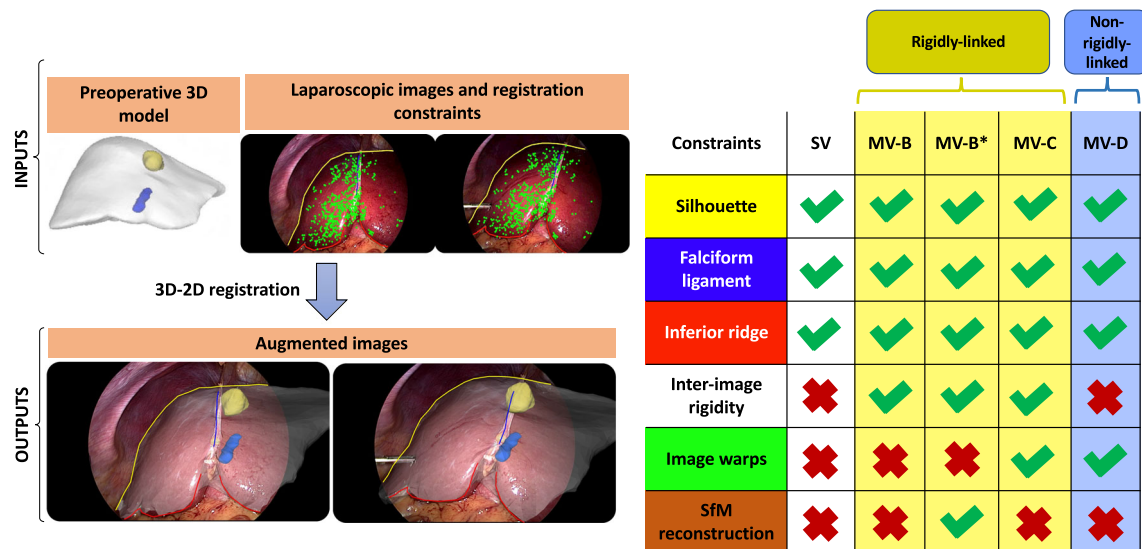 INPUTS
Preoperative 3D
model
Laparoscopic images and registration
constraints
3D-2D registration
OUTPUTS
Augmented images
Rigidly-linked
Non-
rigidly-
linked
Constraints SV MV-B MV-B* MV-C MV-D
Silhouette
Falciform
ligament
Inferior ridge
Inter-image
rigidity
Image warps
SfM
reconstruction